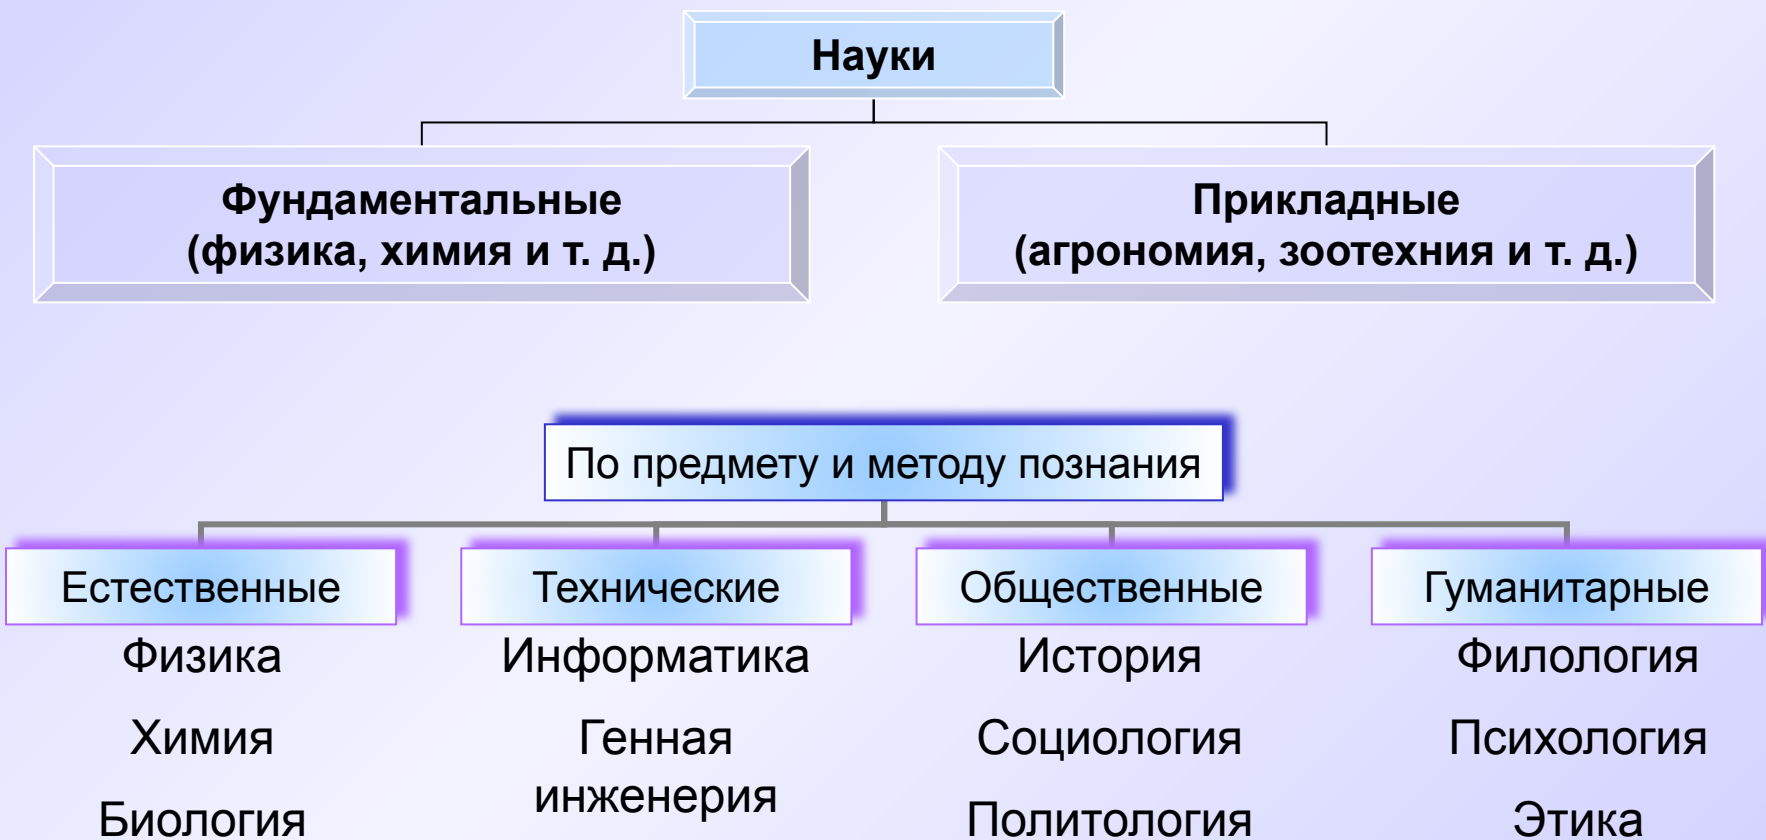 Науки
Фундаментальные
(физика, химия и т. д.)
Прикладные
(агрономия, зоотехния и т. д.)
По предмету и методу познания
Естественные
Технические
Общественные
Гуманитарные
Физика
Химия
Биология
Информатика
Генная
инженерия
История
Социология
Политология
Филология
Психология
Этика